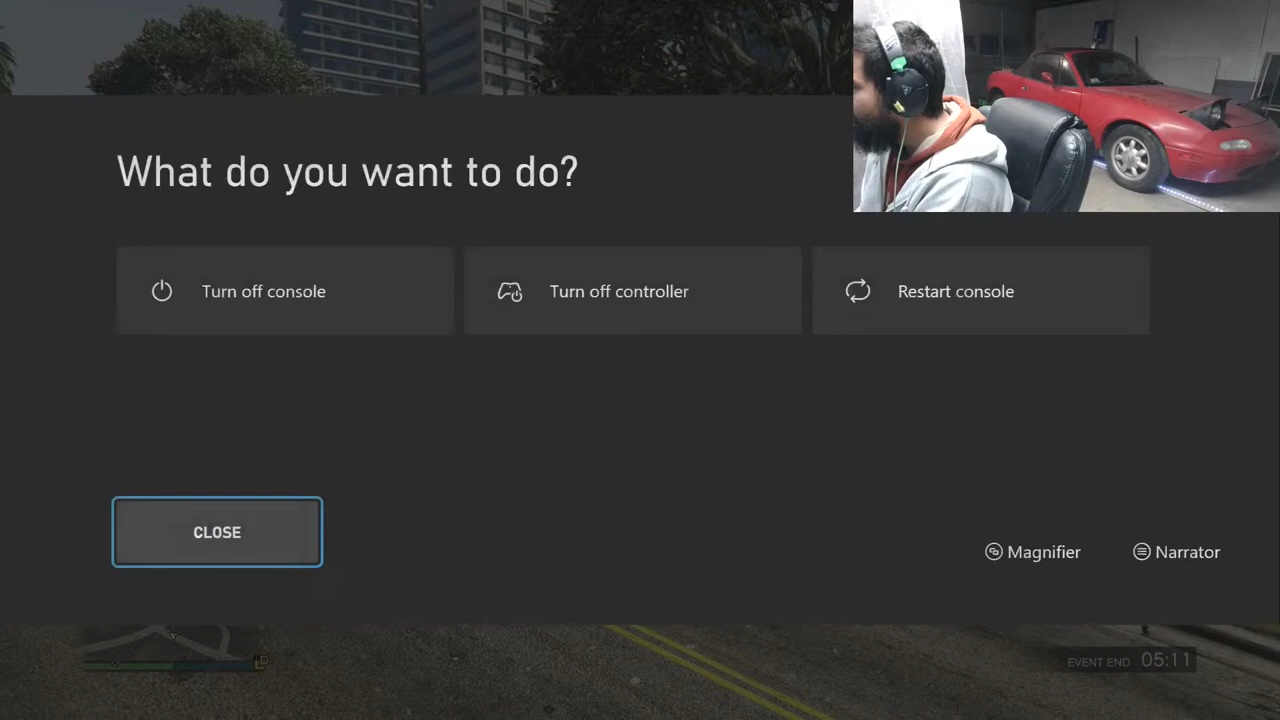 What do you want to do?
Turn off console
Turn off controller
Restart console
CLOSE
Magnifier
Narrator
EVENT END 05:11